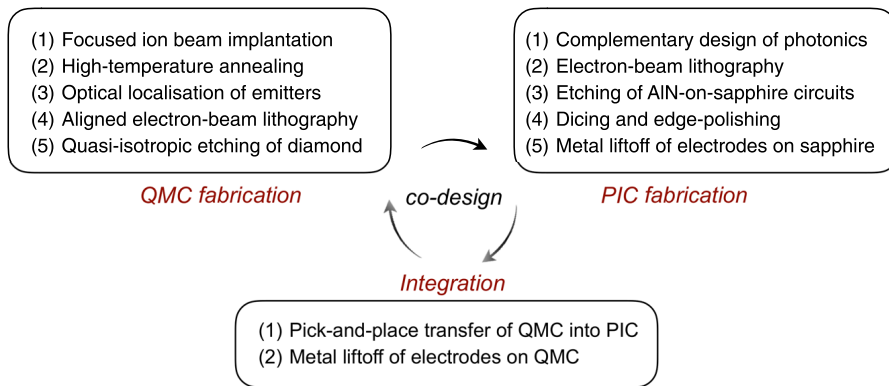 (1) Focused ion beam implantation
(2) High-temperature annealing
(3) Optical localisation of emitters
(4) Aligned electron-beam lithography
(5) Quasi-isotropic etching of diamond
QMC fabrication
(1) Complementary design of photonics
(2) Electron-beam lithography
(3) Etching of AlN-on-sapphire circuits
(4) Dicing and edge-polishing
(5) Metal liftoff of electrodes on sapphire
PIC fabrication
co-design
Integration
(1) Pick-and-place transfer of QMC into PIC
(2) Metal liftoff of electrodes on QMC